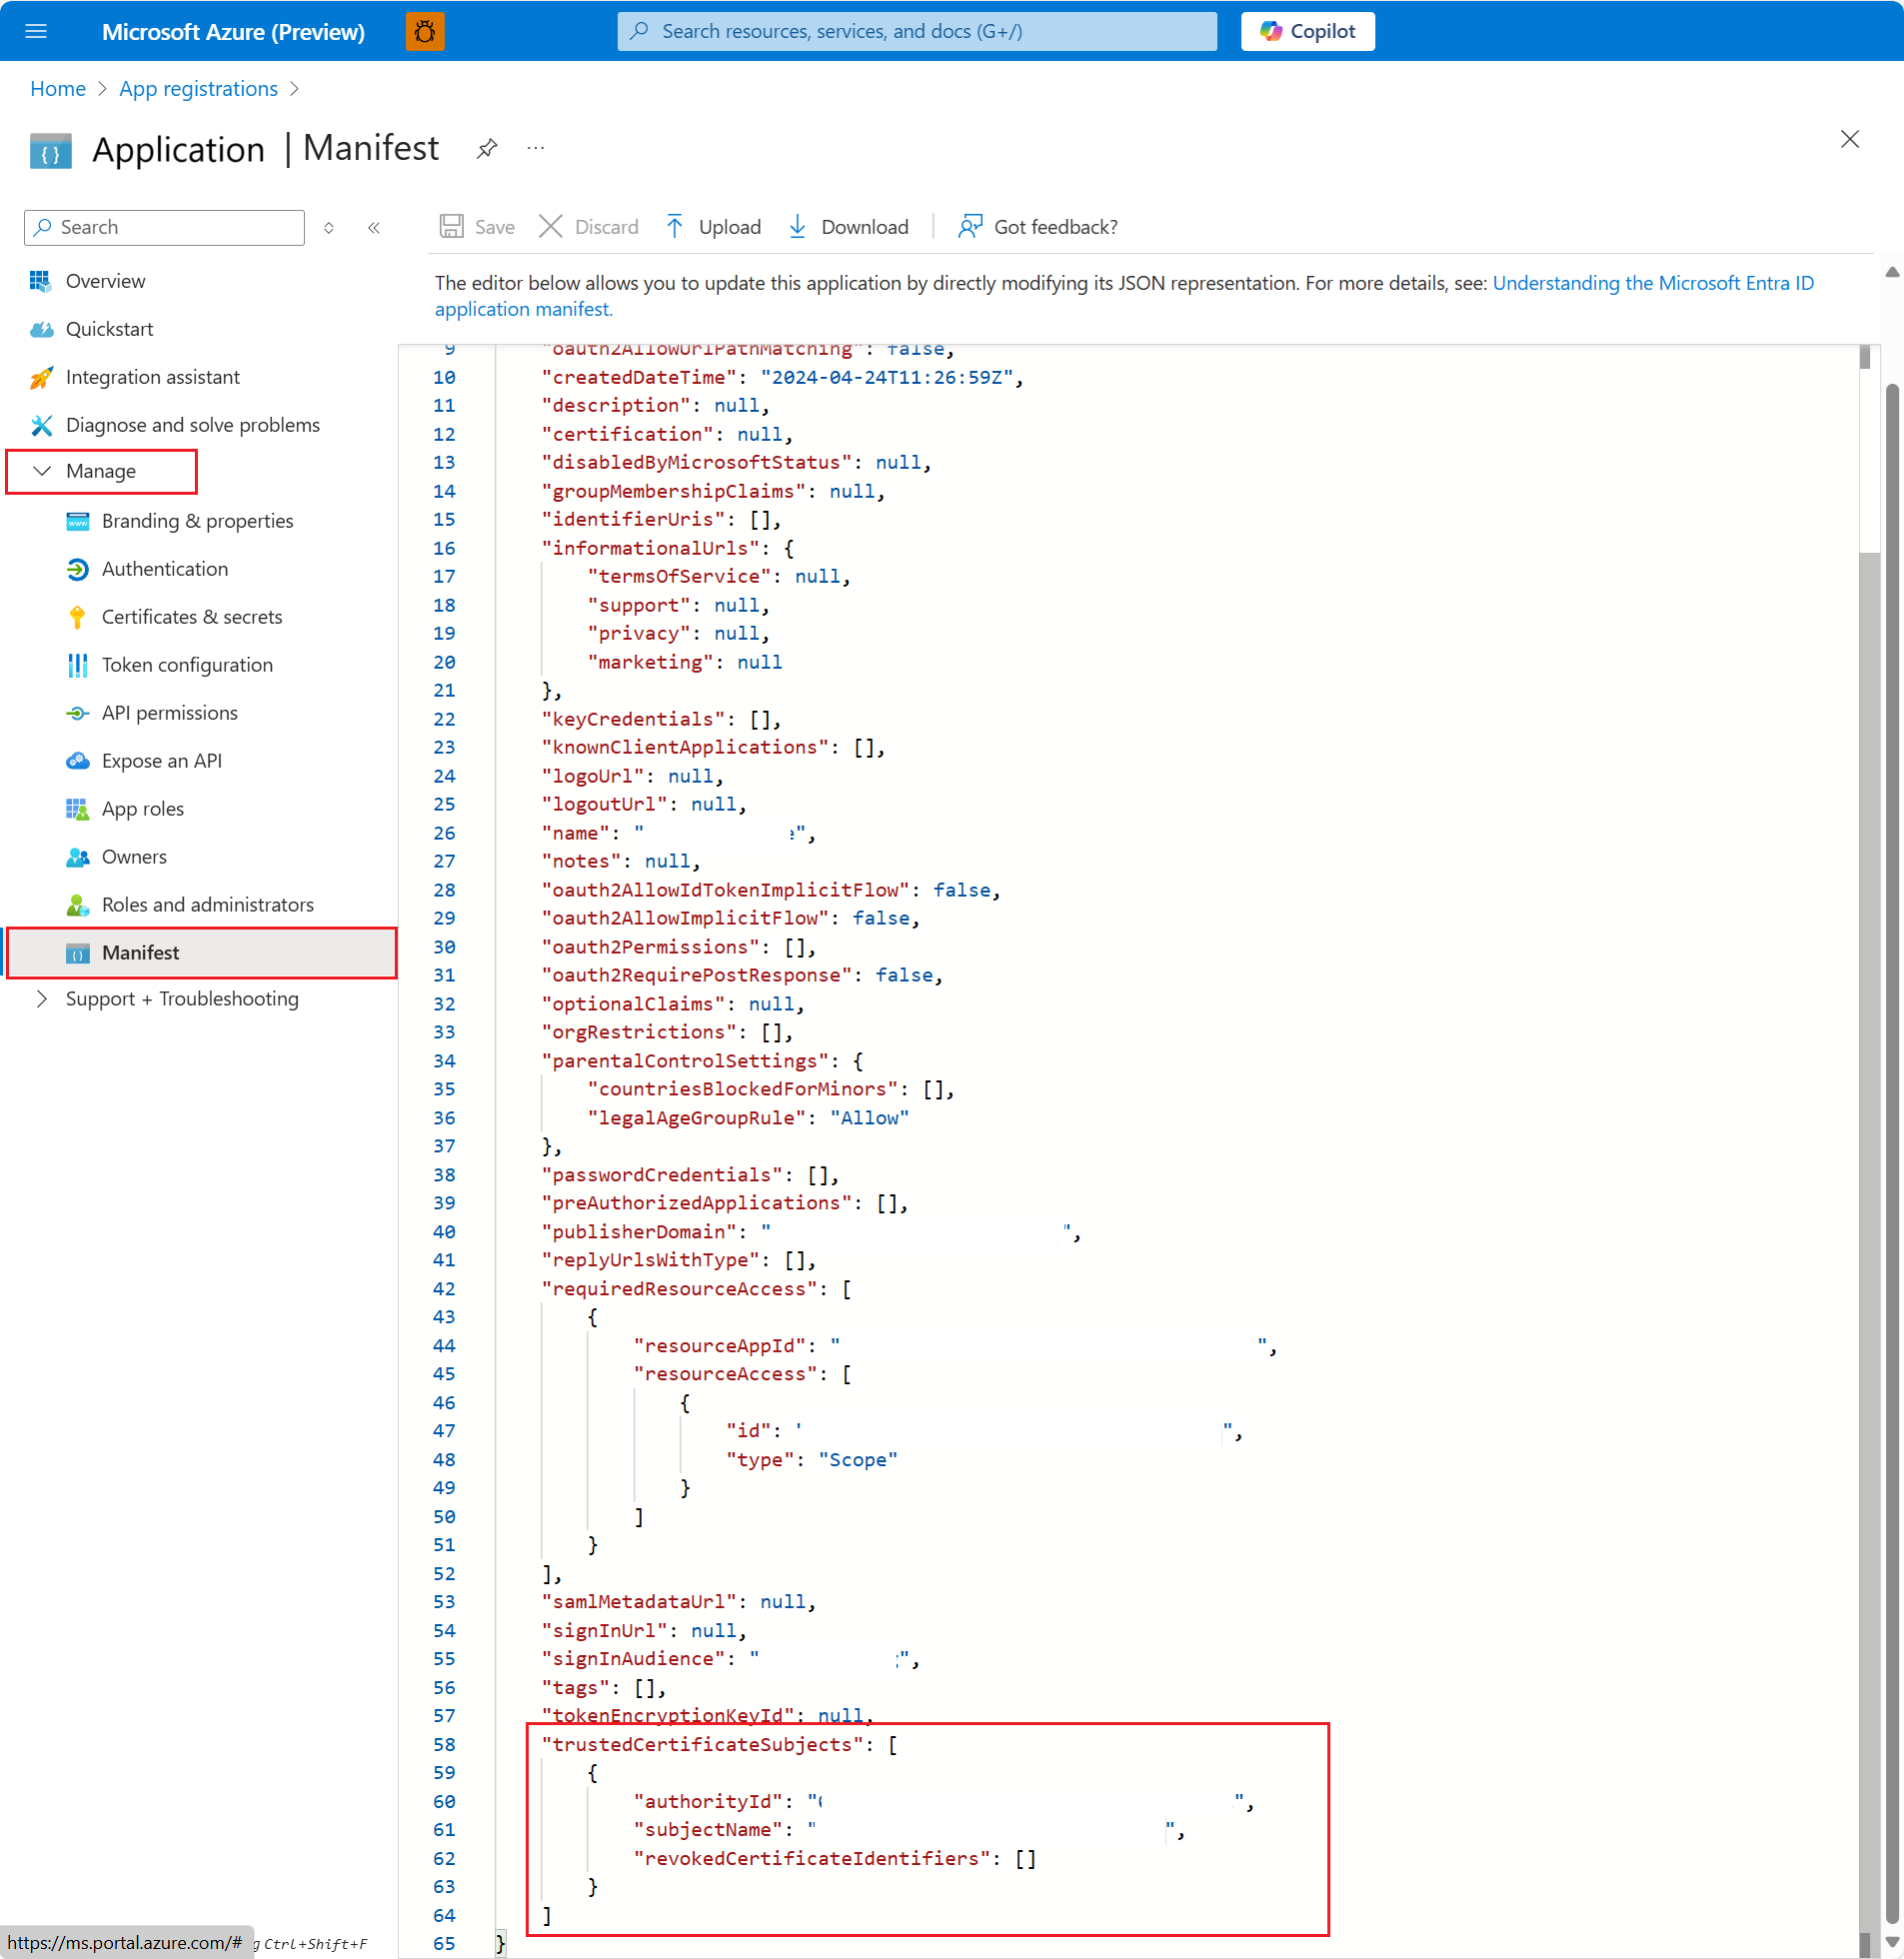 Microsoft Azure (Preview)
Search resources, services, and docs (G+/)
Copilot
Home > App registrations >
Application | Manifest ...
Search
Save Discard Upload Download Got feedback?
Overview
Quickstart
Integration assistant
Diagnose and solve problems
Manage
Branding & properties
Authentication
Certificates & secrets
Token configuration
API permissions
Expose an API
App roles
Owners
Roles and administrators
Manifest
Support + Troubleshooting
The editor below allows you to update this application by directly modifying its JSON representation. For more details, see: Understanding the Microsoft Entra ID
application manifest.
9 "oauth2AllowUrlPathMatching": false,
10 "createdDateTime": "2024-04-24T11:26:59Z",
11 "description": null,
12 "certification": null,
13 "disabledByMicrosoftStatus": null,
14 "groupMembershipClaims": null,
15 "identifierUris": [],
16 "informationalUrls": {
17 "termsOfService": null,
18 "support": null,
19 "privacy": null,
20 "marketing": null
21 },
22 "keyCredentials": [],
23 "knownClientApplications": [],
24 "logoUrl": null,
25 "logoutUrl": null,
26 "name": " e",
27 "notes": null,
28 "oauth2AllowIdTokenImplicitFlow": false,
29 "oauth2AllowImplicitFlow": false,
30 "oauth2Permissions": [],
31 "oauth2RequirePostResponse": false,
32 "optionalClaims": null,
33 "orgRestrictions": [],
34 "parentalControlSettings": {
35 "countriesBlockedForMinors": [],
36 "legalAgeGroupRule": "Allow"
37 },
38 "passwordCredentials": [],
39 "preAuthorizedApplications": [],
40 "publisherDomain": " ",
41 "replyUrlsWithType": [],
42 "requiredResourceAccess": [
43 {
44 "resourceAppId": " ",
45 "resourceAccess": [
46 {
47 "id": ' ",
48 "type": "Scope"
49 }
50 ]
51 }
52 ],
53 "samlMetadataUrl": null,
54 "signInUrl": null,
55 "signInAudience": " ",
56 "tags": [],
57 "tokenEncryptionKeyId": null,
58 "trustedCertificateSubjects": [
59 {
60 "authorityId": " ",
61 "subjectName": " ",
62 "revokedCertificateIdentifiers": []
63 }
64 ]
65 }
https://ms.portal.azure.com/# g Ctrl+Shift+F